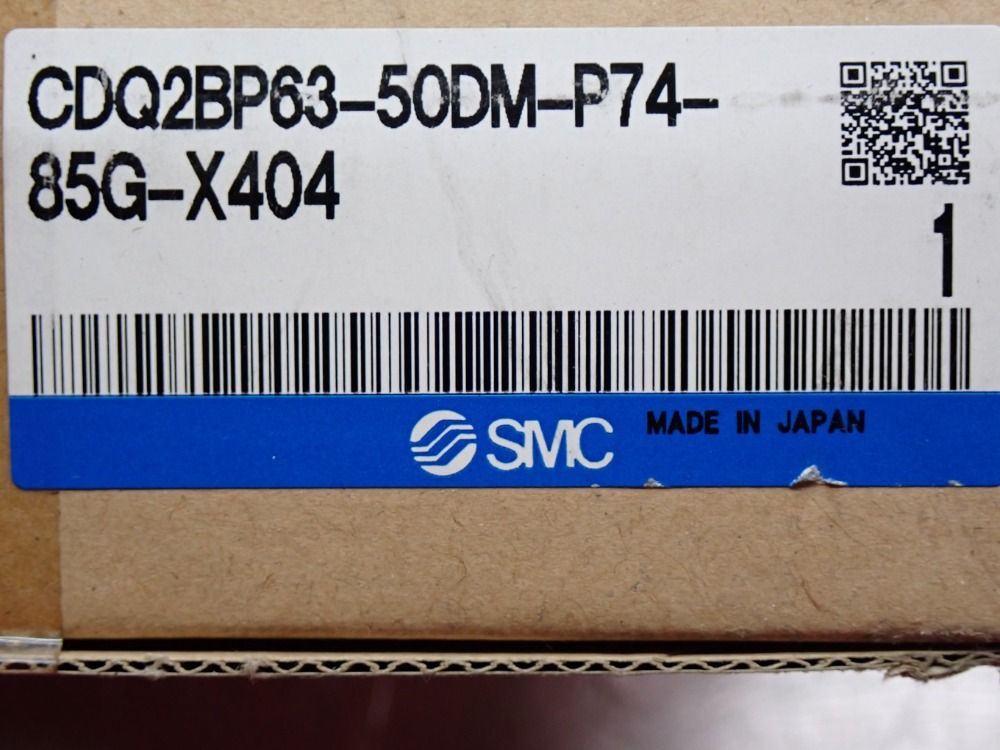 CDQ2BP63-50DM-P74-
85G-X404
1
SMC MADE IN JAPAN